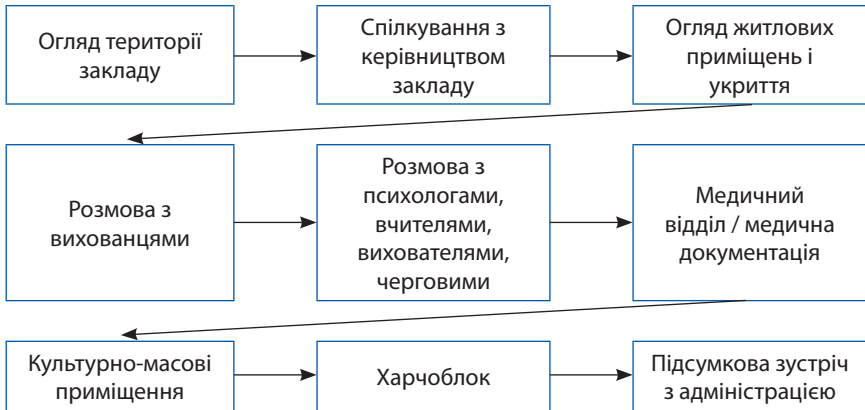 Огляд території
закладу
Спілкування з
керівництвом
закладу
Огляд житлових
приміщень і
укриття
Розмова з
вихованцями
Розмова з
психологами,
вчителями,
вихователями,
черговими
Медичний
відділ / медична
документація
Культурно-масові
приміщення
Харчоблок
Підсумкова зустріч
з адміністрацією